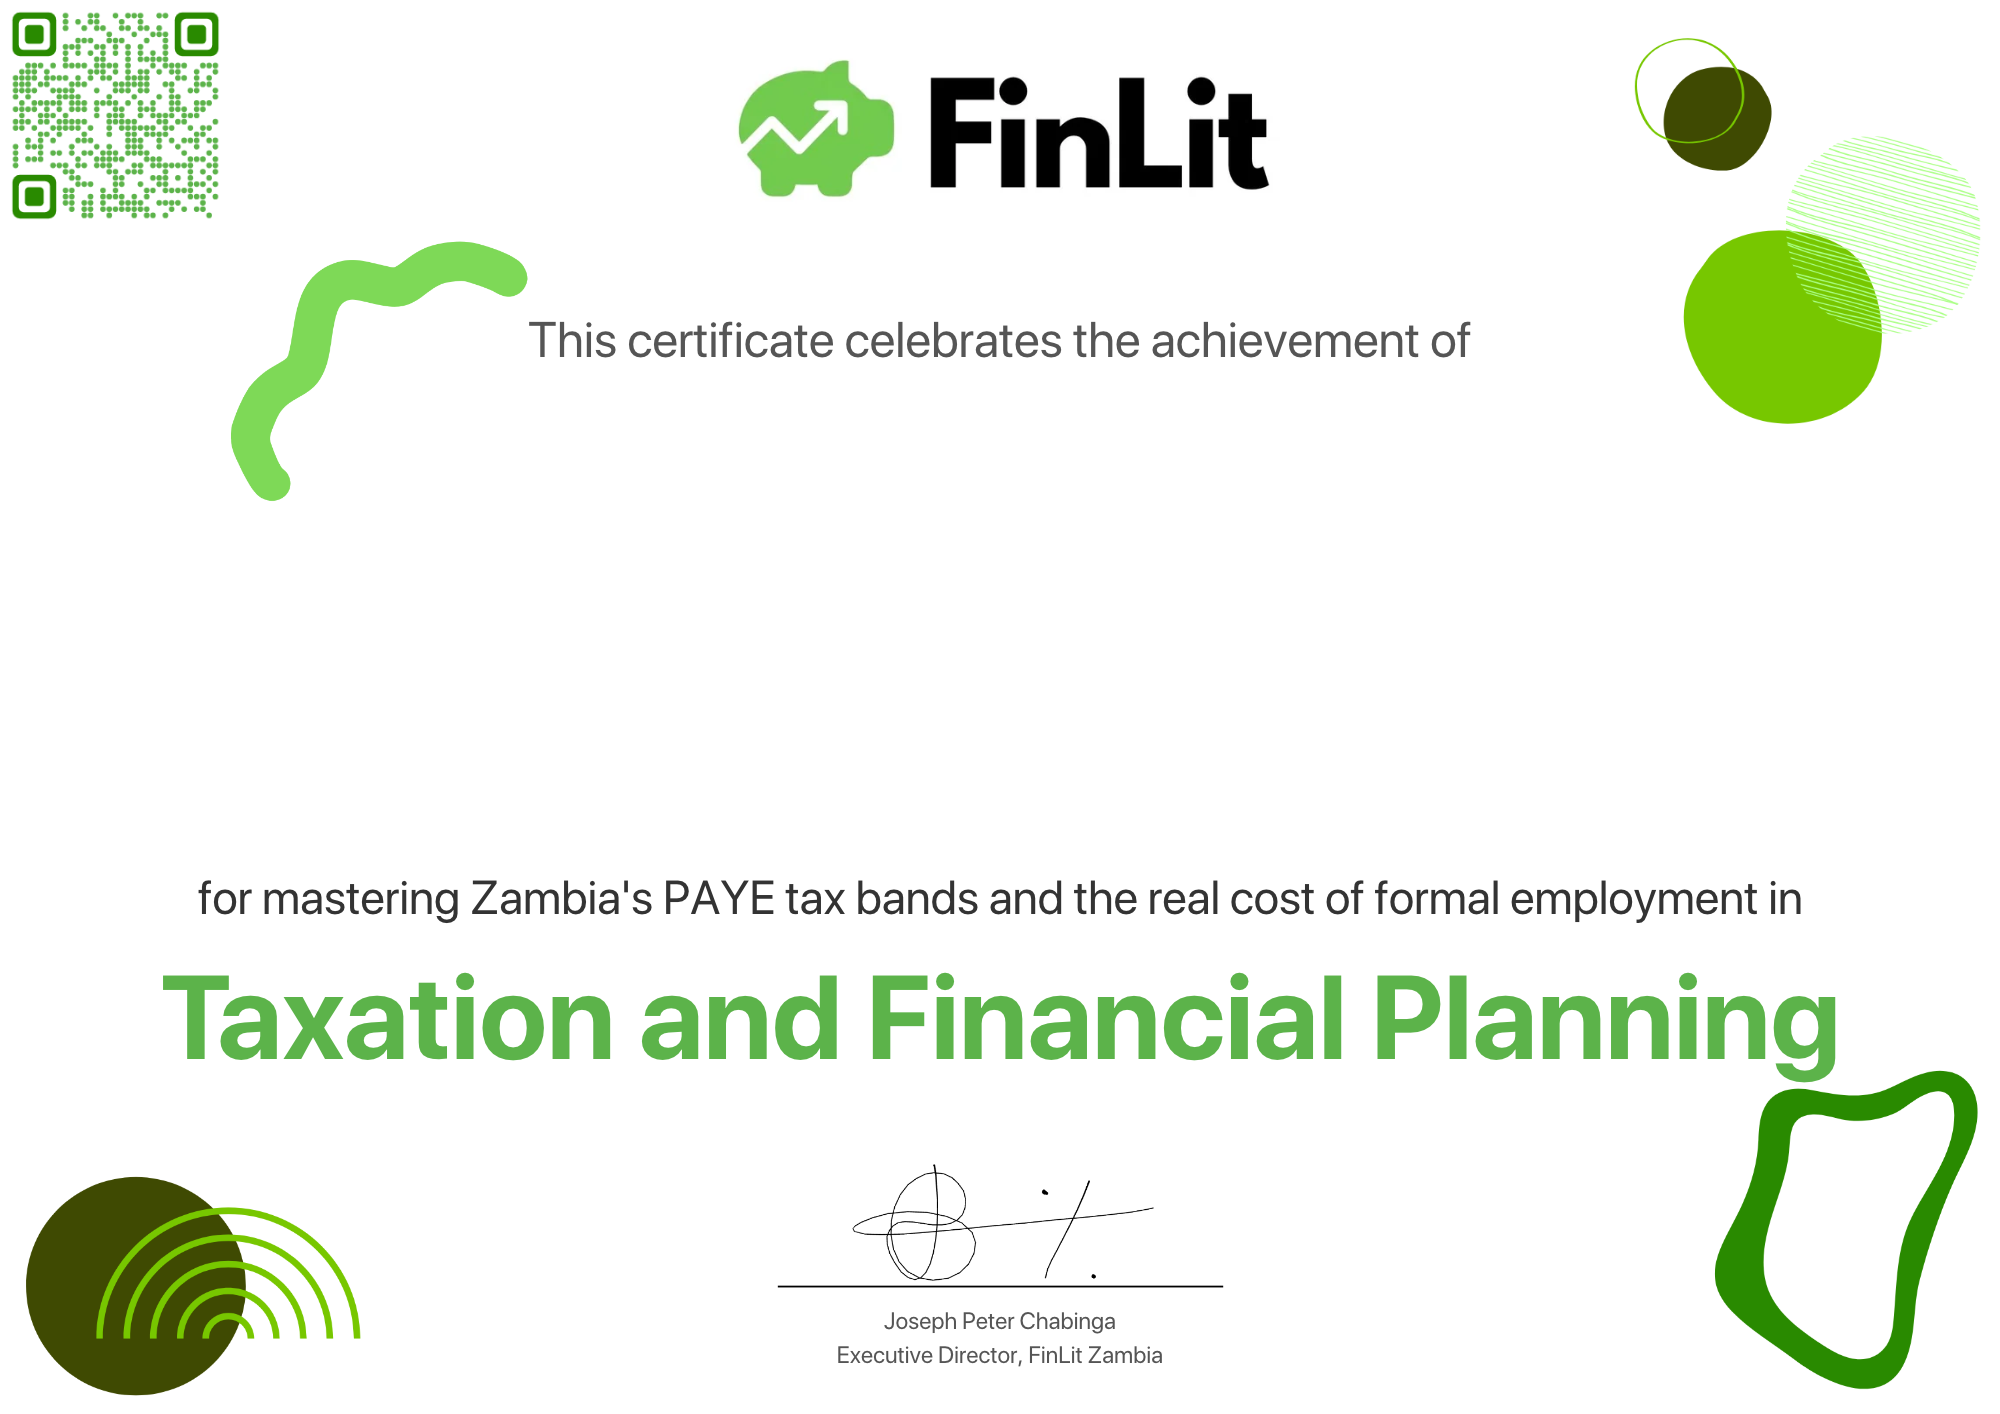 FinLit
This certificate celebrates the achievement of
for mastering Zambia's PAYE tax bands and the real cost of formal employment in
Taxation and Financial Planning
Joseph Peter Chabinga
Executive Director, FinLit Zambia